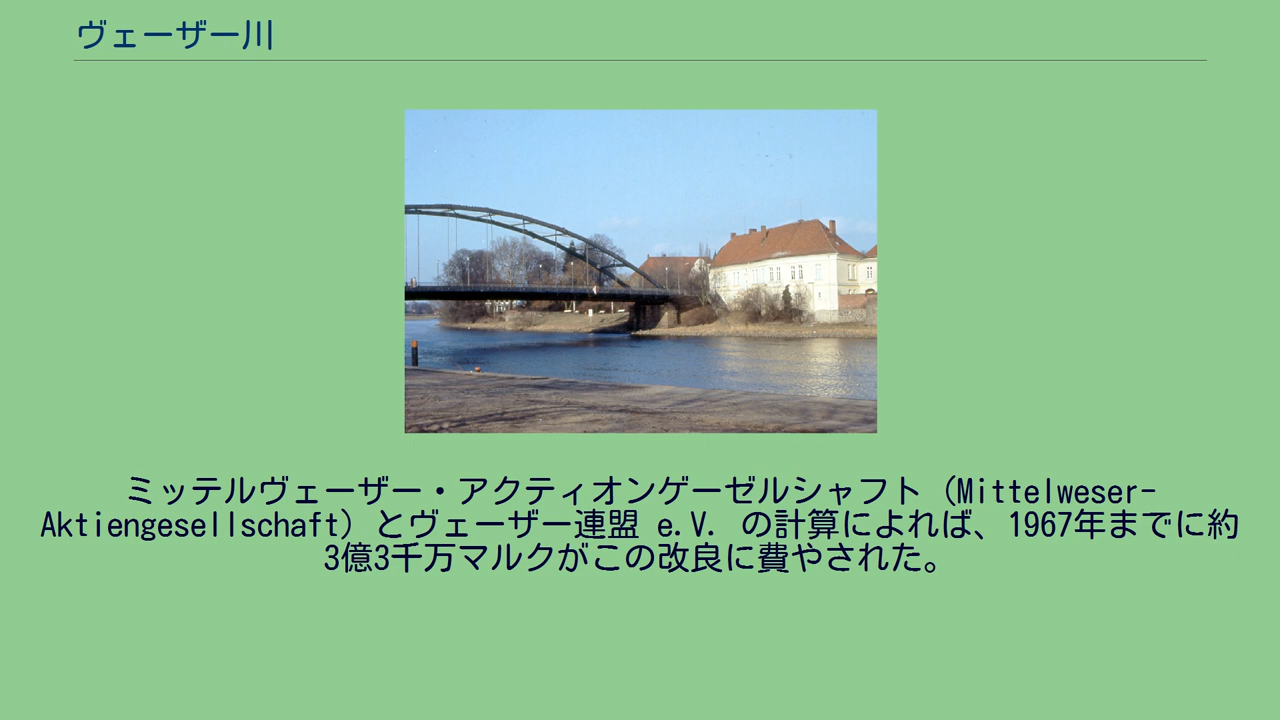 ヴェーザー川
ミッテルヴェーザー・アクティオンゲーゼルシャフト (Mittelweser-
Aktiengesellschaft) とヴェーザー連盟 e.V. の計算によれば、1967年までに約
3億3千万マルクがこの改良に費やされた。